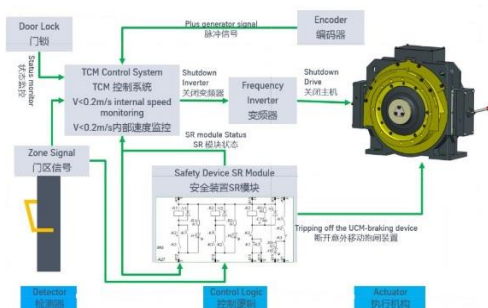 Door Lock
门锁
Status monitor
状态监控
Plus generator signal
脉冲信号
Encoder
编码器
TCM Control System
TCM 控制系统
V<0.2m/s internal speed
monitoring
V<0.2m/s内部速度监控
Shutdown
Inverter
关闭变频器
Frequency
Inverter
变频器
Shutdown
Drive
关闭主机
SR module Status
SR 模块状态
Zone Signal
门区信号
Safety Device SR Module
安全装置SR模块
Tripping off the UCM-braking device
断开意外移动抱闸装置
Detector
检测器
Control Logic
控制逻辑
Actuator
执行机构